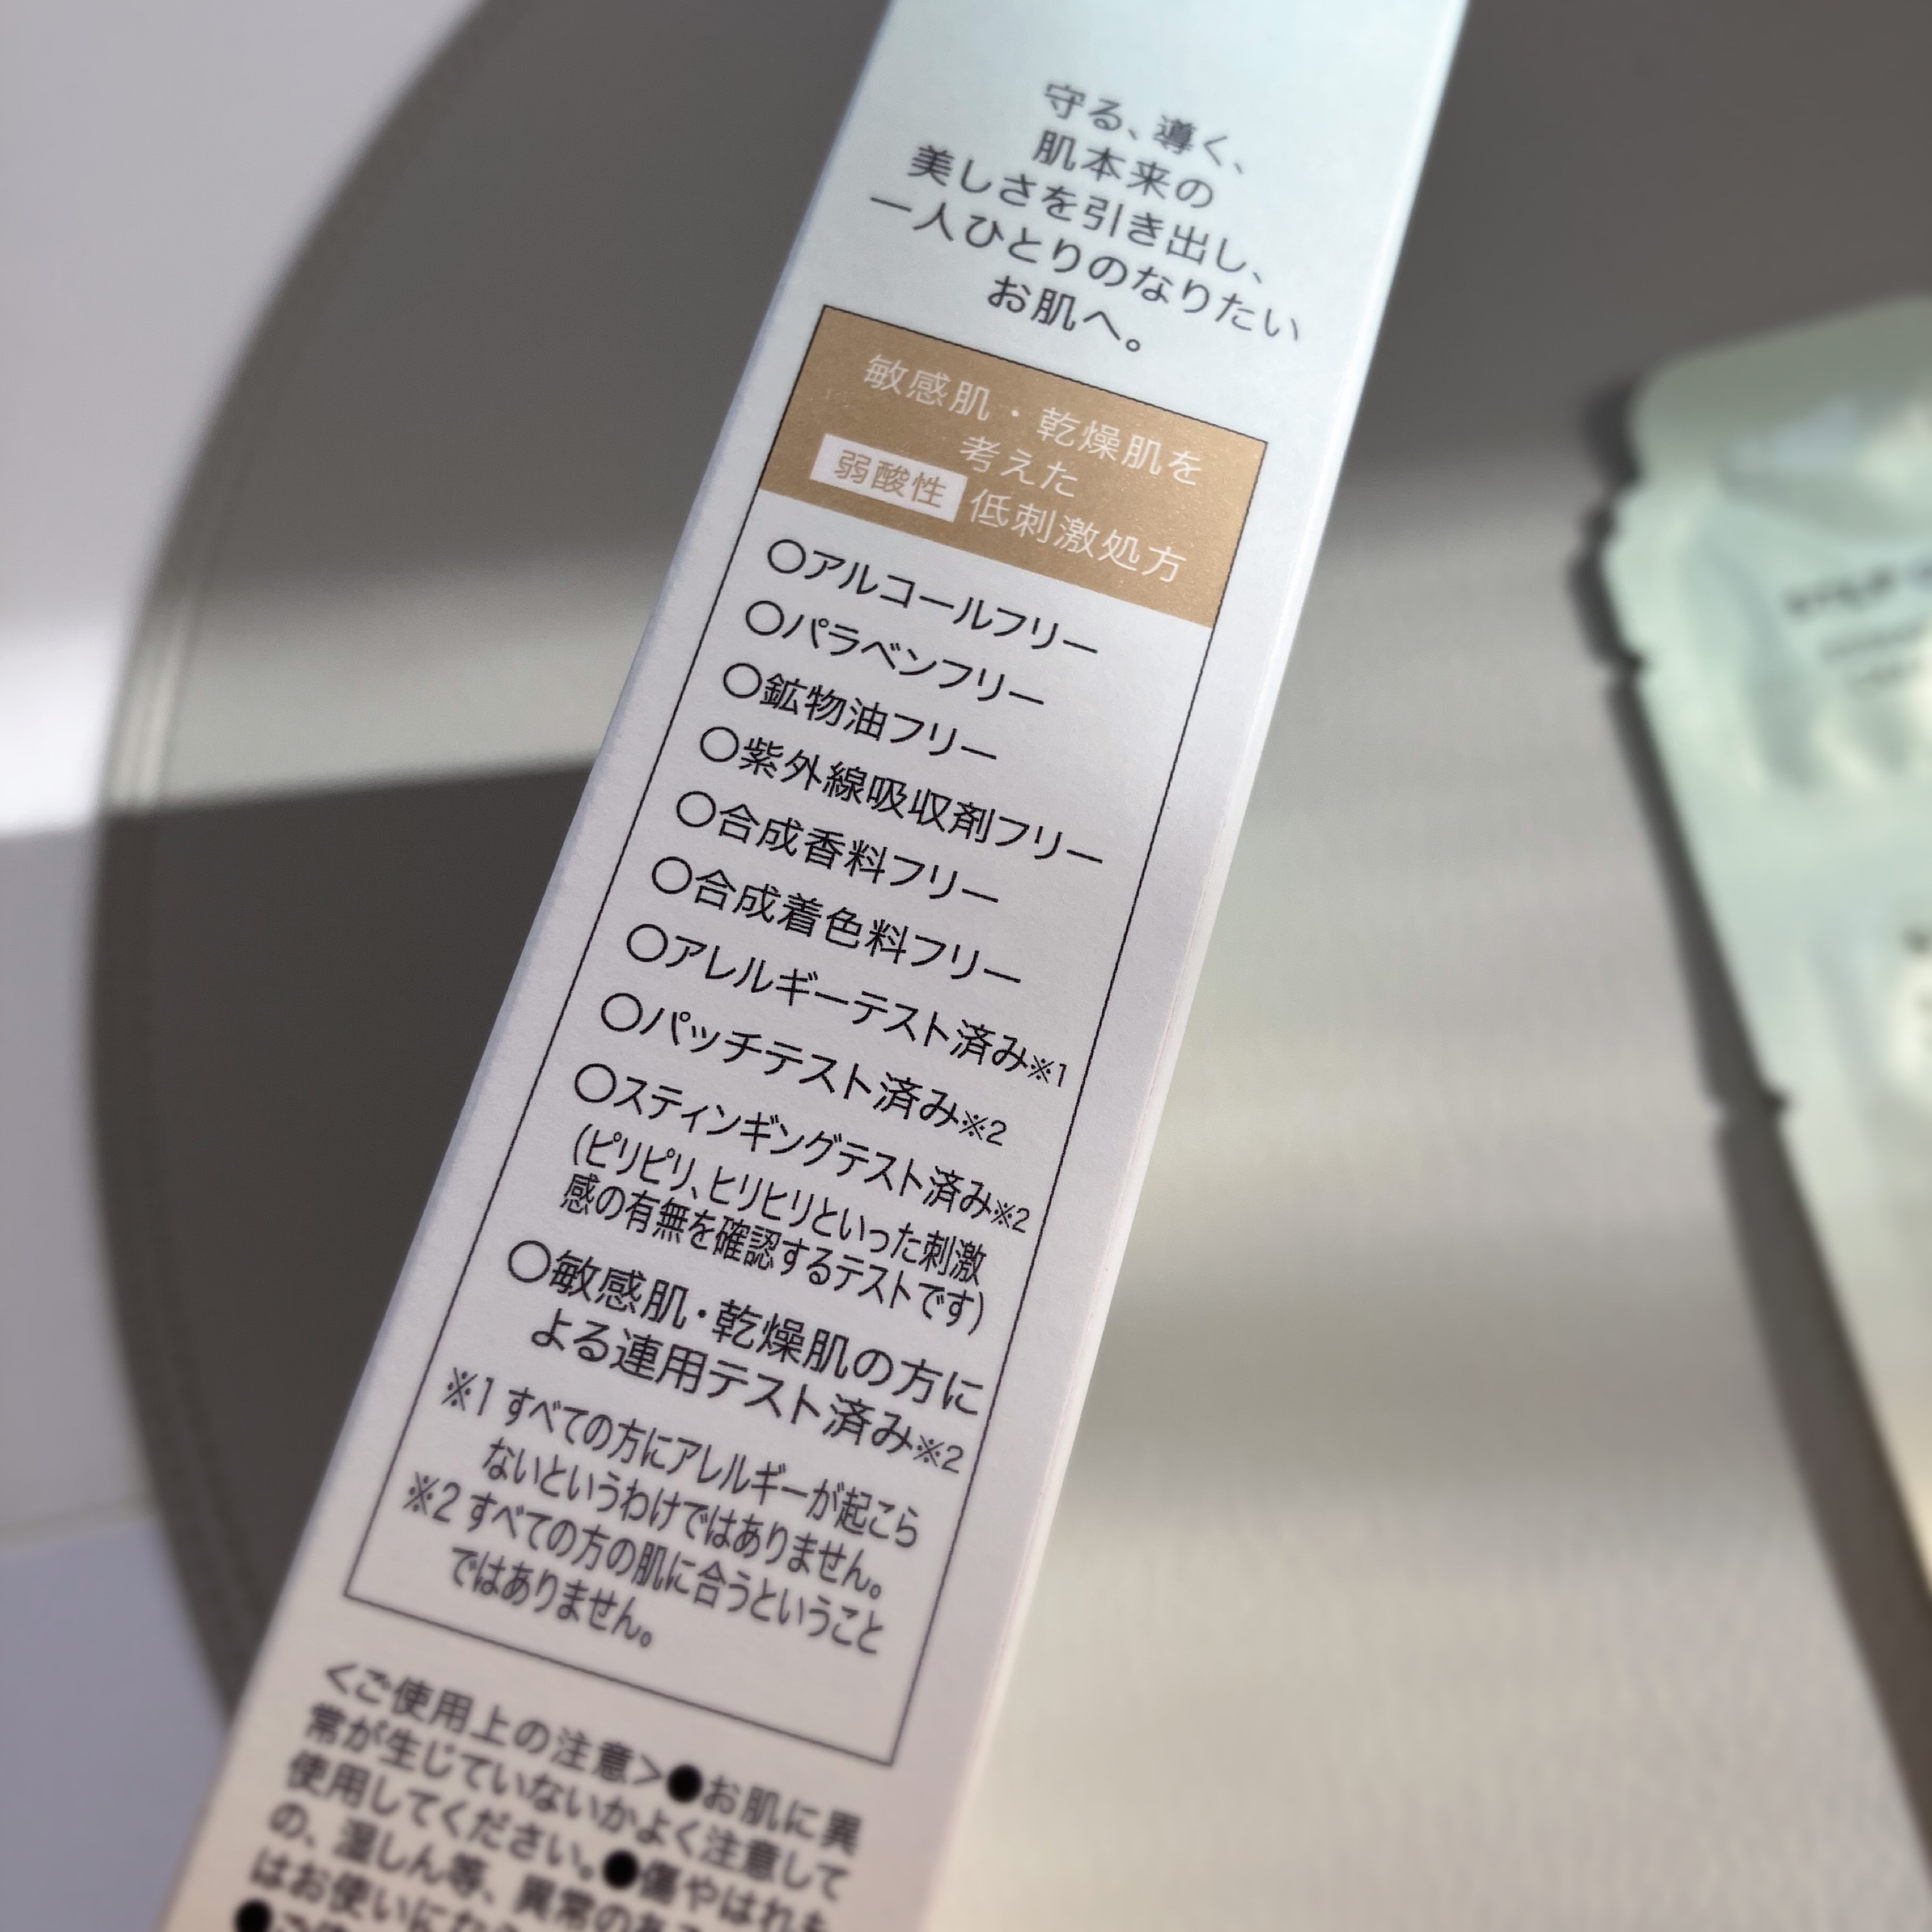 守る、導く、
肌本来の
美しさを引き出し、
一人ひとりのなりたい
お肌へ。
敏感肌・乾燥肌を
考えた
弱酸性 低刺激処方
○アルコールフリー
○パラベンフリー
○鉱物油フリー
○紫外線吸収剤フリー
○合成香料フリー
○合成着色料フリー
○アレルギーテスト済み※1
○パッチテスト済み※2
○スティンギングテスト済み※2
(ピリピリ、ヒリヒリといった刺激
感の有無を確認するテストです)
○敏感肌・乾燥肌の方に
よる連用テスト済み※2
※1 すべての方にアレルギーが起こら
ないというわけではありません。
※2 すべての方の肌に合うということ
ではありません。
<ご使用上の注意>●お肌に異
常が生じていないかよく注意して
使用してください。●傷やはれも
の、湿しん等、異常のある
はお使いになら